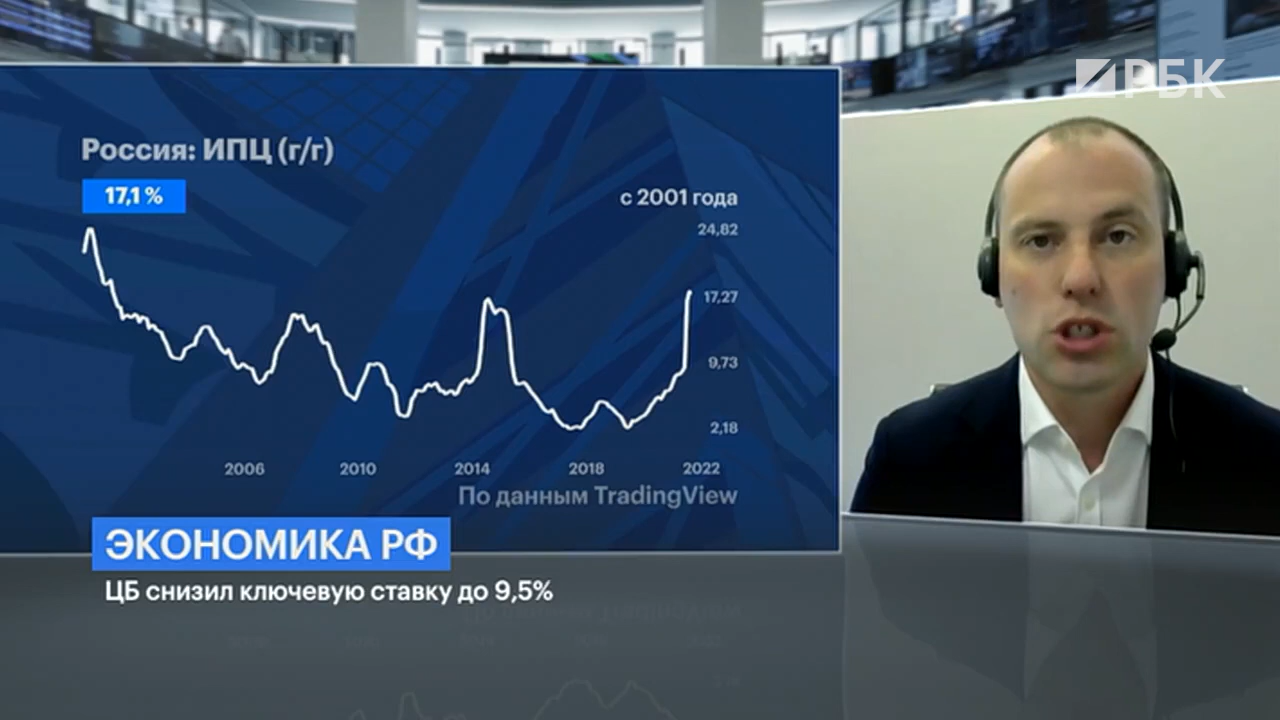 РБК
Россия: ИПЦ (г/г)
17,1 %
с 2001 года
24,82
17,27
9,73
2,18
2006 2010 2014 2018 2022
По данным TradingView
ЭКОНОМИКА РФ
ЦБ снизил ключевую ставку до 9,5%